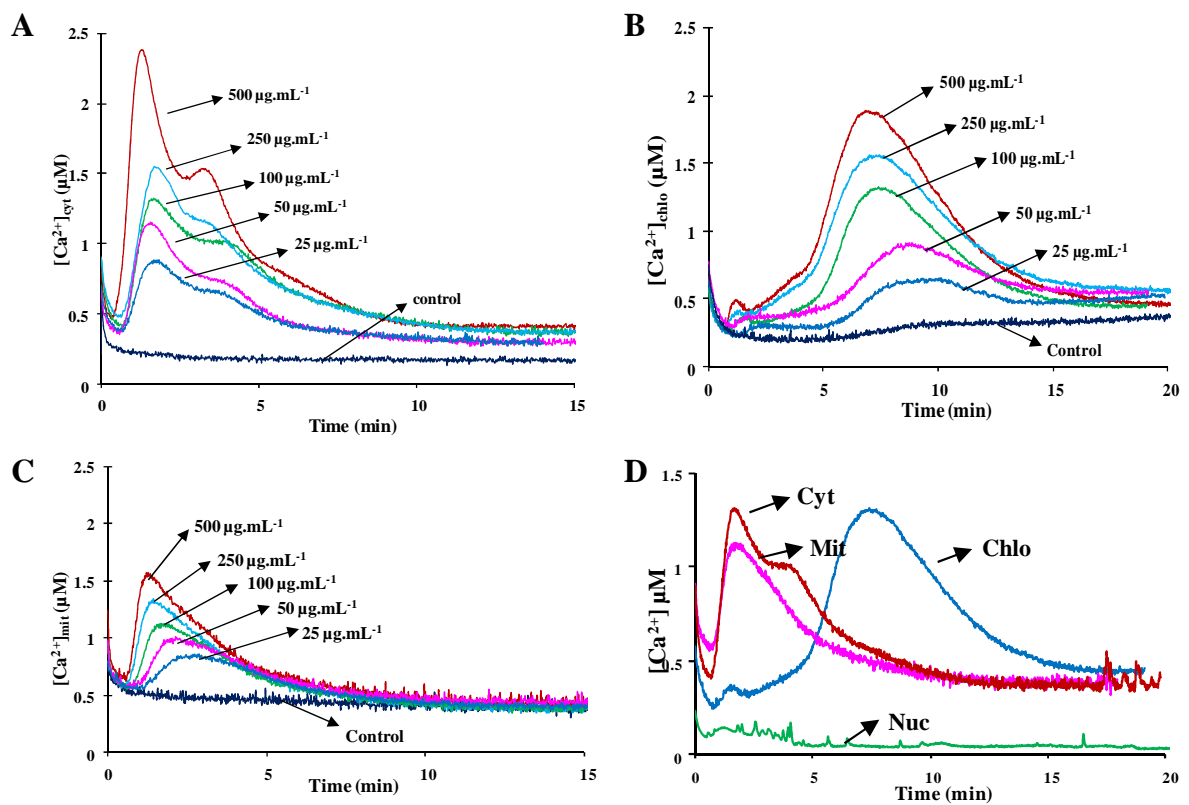 A
2.5
2
1.5
1
0.5
0
[Ca²⁺]cyt (µM)
500 µg.mL⁻¹
250 µg.mL⁻¹
100 µg.mL⁻¹
50 µg.mL⁻¹
25 µg.mL⁻¹
control
0 5 10 15
Time (min)
B
2.5
2
1.5
1
0.5
0
[Ca²⁺]chlo (µM)
500 µg.mL⁻¹
250 µg.mL⁻¹
100 µg.mL⁻¹
50 µg.mL⁻¹
25 µg.mL⁻¹
Control
0 5 10 15 20
Time (min)
C
2.5
2
1.5
1
0.5
0
[Ca²⁺]mit (µM)
500 µg.mL⁻¹
250 µg.mL⁻¹
100 µg.mL⁻¹
50 µg.mL⁻¹
25 µg.mL⁻¹
Control
0 5 10 15
Time (min)
D
1.5
1
0.5
0
[Ca²⁺] µM
Cyt
Mit
Chlo
Nuc
0 5 10 15 20
Time (min)